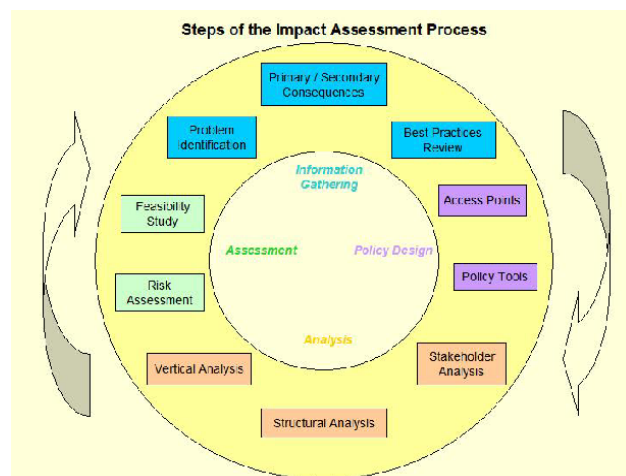 Steps of the Impact Assessment Process
Primary / Secondary
Consequences
Problem
Identification
Best Practices
Review
Information
Gathering
Feasibility
Study
Access Points
Assessment
Policy Design
Risk
Assessment
Policy Tools
Analysis
Vertical Analysis
Stakeholder
Analysis
Structural Analysis